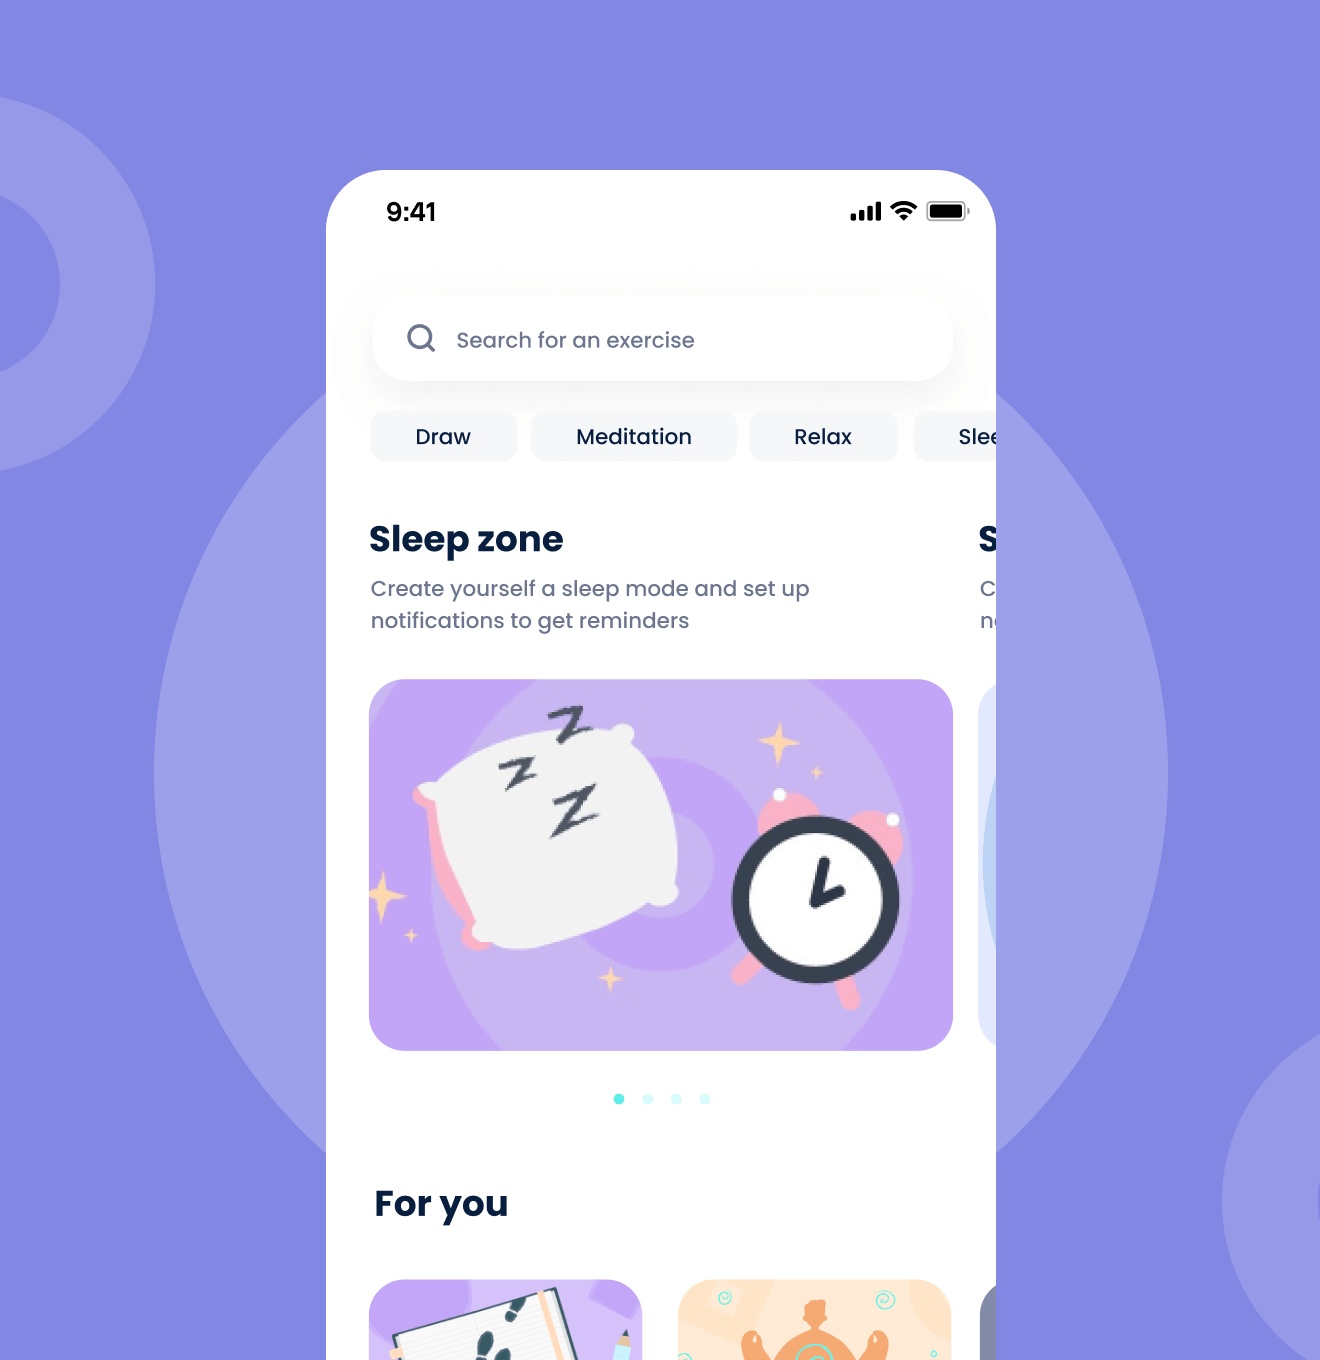 9:41
Search for an exercise
Draw
Meditation
Relax
Slee
Sleep zone
S
Create yourself a sleep mode and set up
C
notifications to get reminders
no
Z
Z
Z
For you